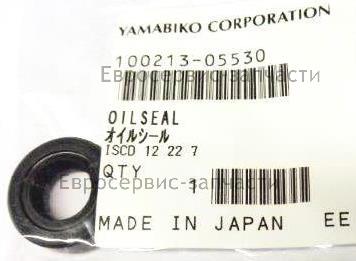 YAMABIKO CORPORATION
100213-05530
Евросервис-запчасти
OILSEAL
オイルシール
ISCD 12 22 7
Евросервис-запчасти
QTY
1
MADE IN JAPAN EE